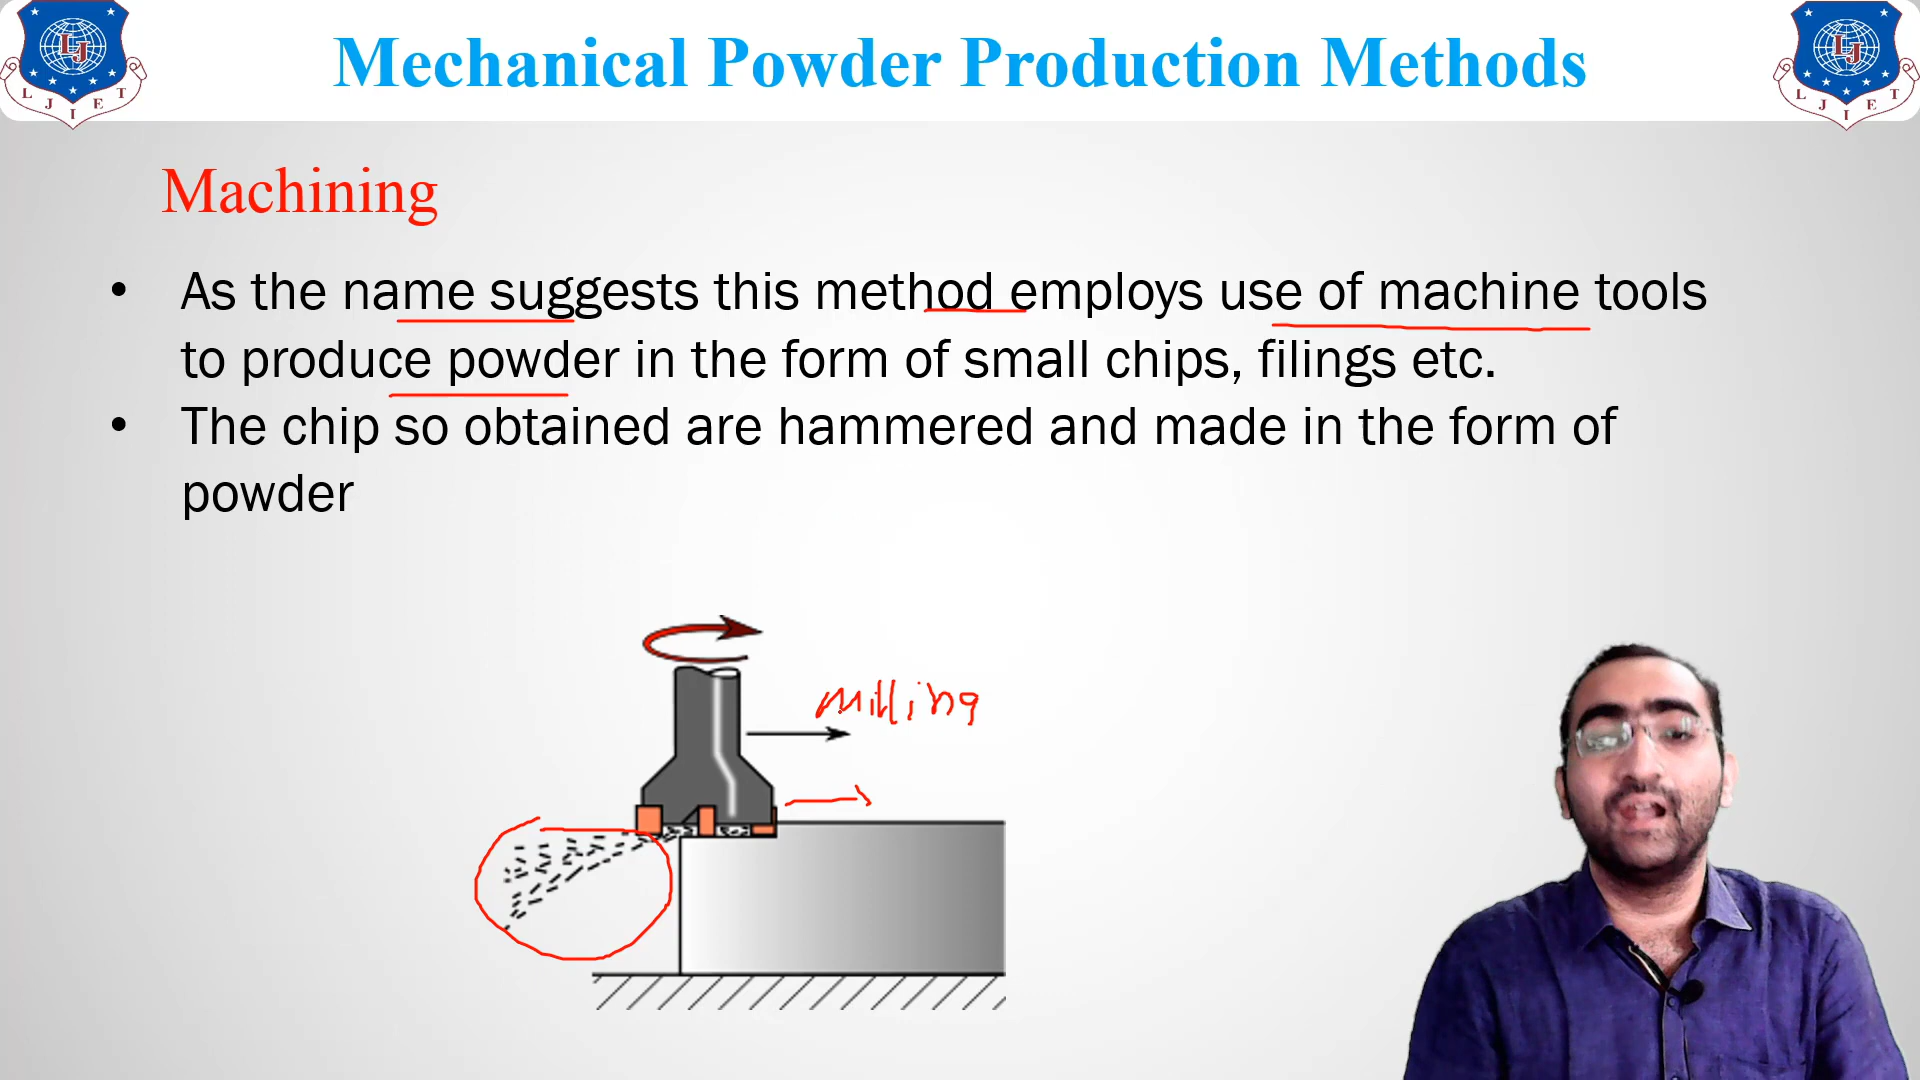 Mechanical Powder Production Methods
LJ
L J I E T
LJ
L J I E T
Machining
• As the name suggests this method employs use of machine tools
to produce powder in the form of small chips, filings etc.
• The chip so obtained are hammered and made in the form of
powder
milling